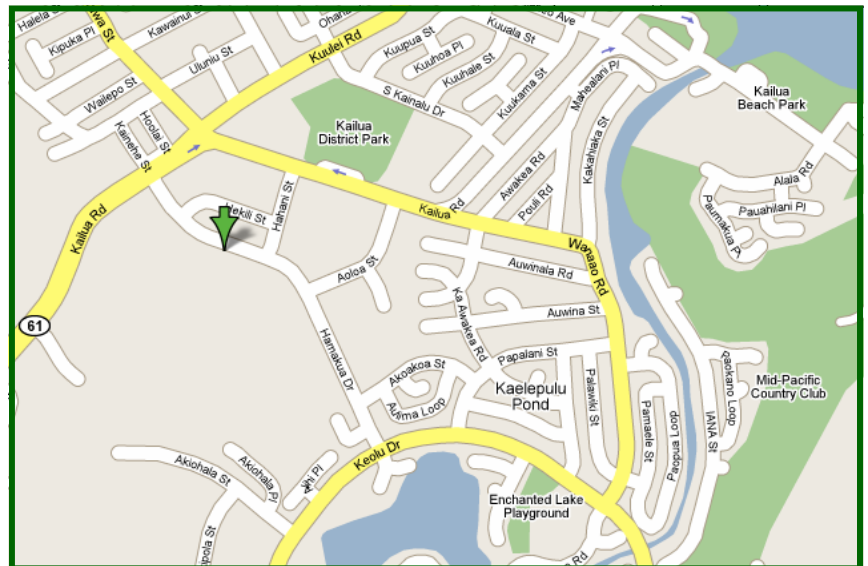 Halela St
Kipuka Pl
Kawainui St
Uluniu St
Wailepo St
Hoolai St
Kainehe St
Kuulei Rd
Kuupua St
Kuuhoa Pl
Kuuhale St
Kuuala St
Ave
Kuukama St
S Kainalu Dr
Mahealani Pl
Kailua
District Park
Kailua
Beach Park
Kakahiaka St
Awakea Rd
Pouli Rd
Rd
Alala Rd
Pauahilani Pl
Paumakua Pl
Hekili St
Hahani St
Kailua
Kailua Rd
Wanaao Rd
Auwinala Rd
Aoloa St
Ka Awakea Rd
Auwina St
61
Hamakua Dr
Papalani St
Akoakoa St
Aulima Loop
Kaelepulu
Pond
Palawiki St
Pamaele St
Paopua Loop
IANA St
Mid-Pacific
Country Club
Keolu Dr
Akiohala St
Akiohala Pl
Enchanted Lake
Playground
Rd